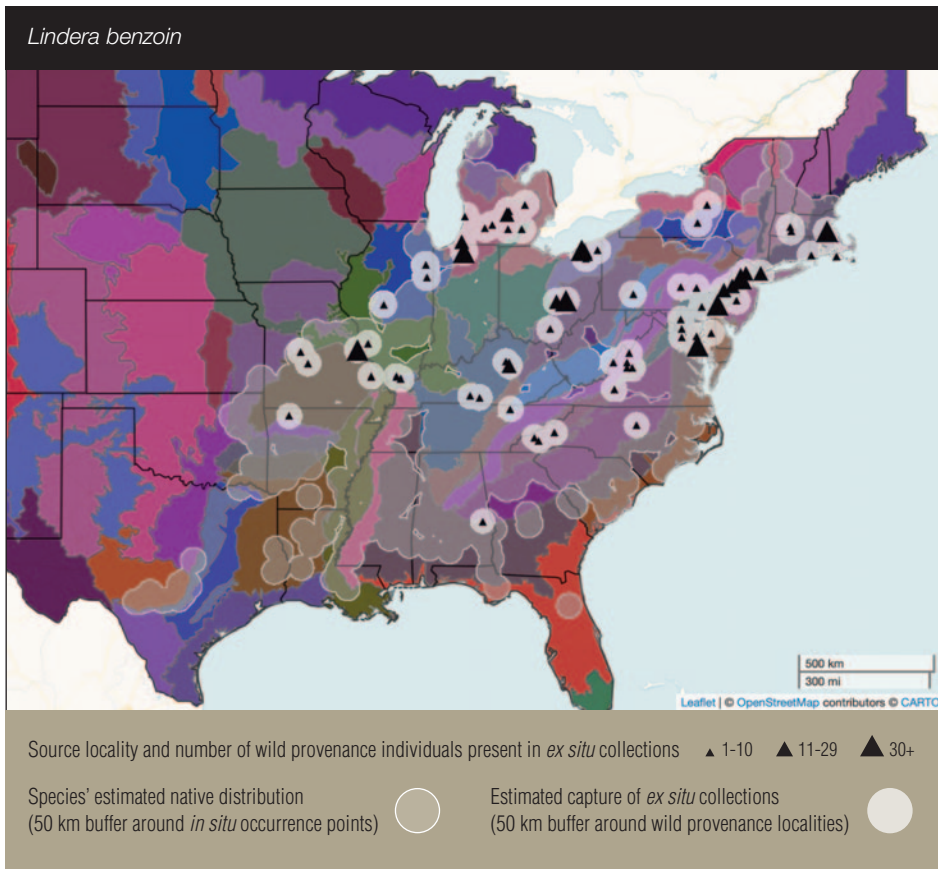 Lindera benzoin
500 km
300 mi
Leaflet | © OpenStreetMap contributors © CARTO
Source locality and number of wild provenance individuals present in ex situ collections 1-10 11-29 30+
Species’ estimated native distribution
(50 km buffer around in situ occurrence points)
Estimated capture of ex situ collections
(50 km buffer around wild provenance localities)